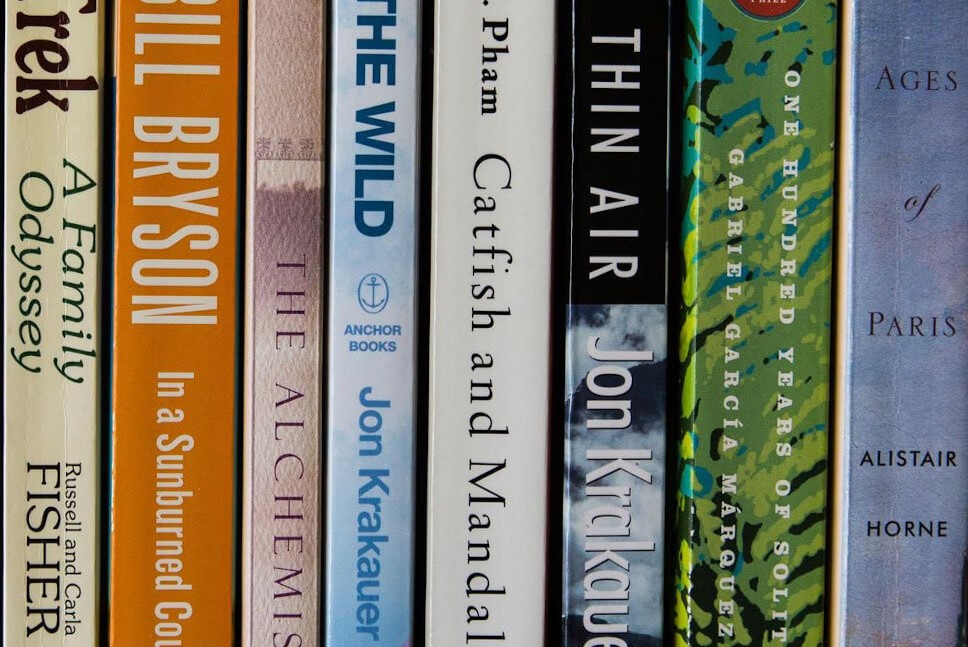 Trek
A Family
Odyssey
Russell and Carla
FISHER
BILL BRYSON
In a Sunburned Cou
THE ALCHEMIS
THE WILD
ANCHOR
BOOKS
Jon Krakauer
. Pham
Catfish and Mandal
THIN AIR
Jon Krakaue
PRIZE
ONE HUNDRED YEARS OF SOLIT
GABRIEL GARCÍA MÁRQUEZ
AGES
of
PARIS
ALISTAIR
HORNE